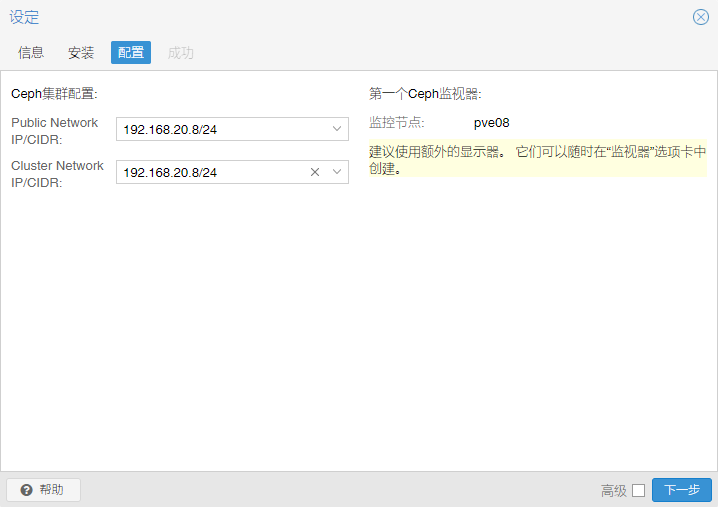 设定
信息 安装 配置 成功
Ceph集群配置:
Public Network
IP/CIDR:
192.168.20.8/24
Cluster Network
IP/CIDR:
192.168.20.8/24
第一个Ceph监视器:
监控节点: pve08
建议使用额外的显示器。 它们可以随时在“监视器”选项卡中
创建。
帮助
高级
下一步